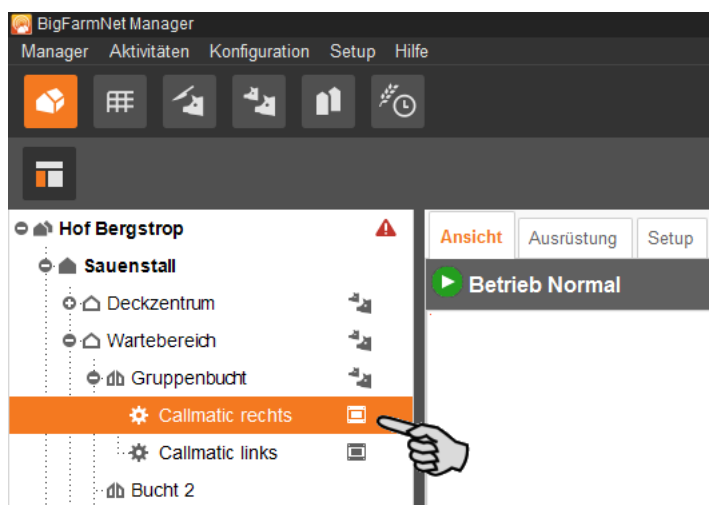 BigFarmNet Manager
Manager Aktivitäten Konfiguration Setup Hilfe
Hof Bergstrop
Ansicht Ausrüstung Setup
Sauenstall
Betrieb Normal
Deckzentrum
Wartebereich
Gruppenbucht
Callmatic rechts
Callmatic links
Bucht 2